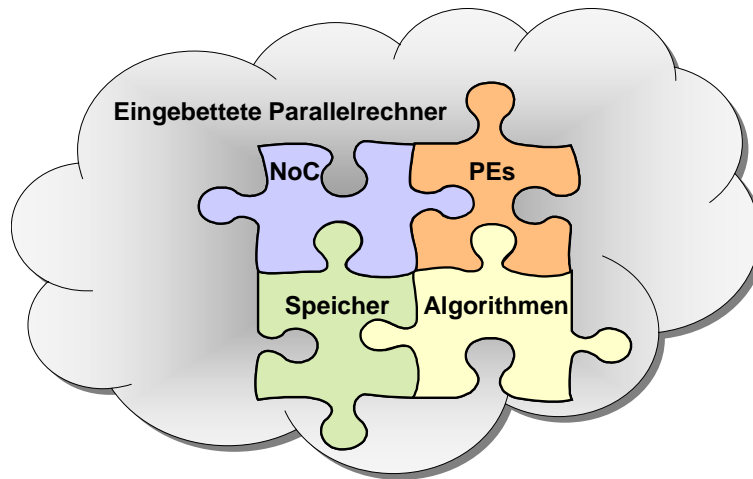 Eingebettete Parallelrechner
NoC
PEs
Speicher
Algorithmen